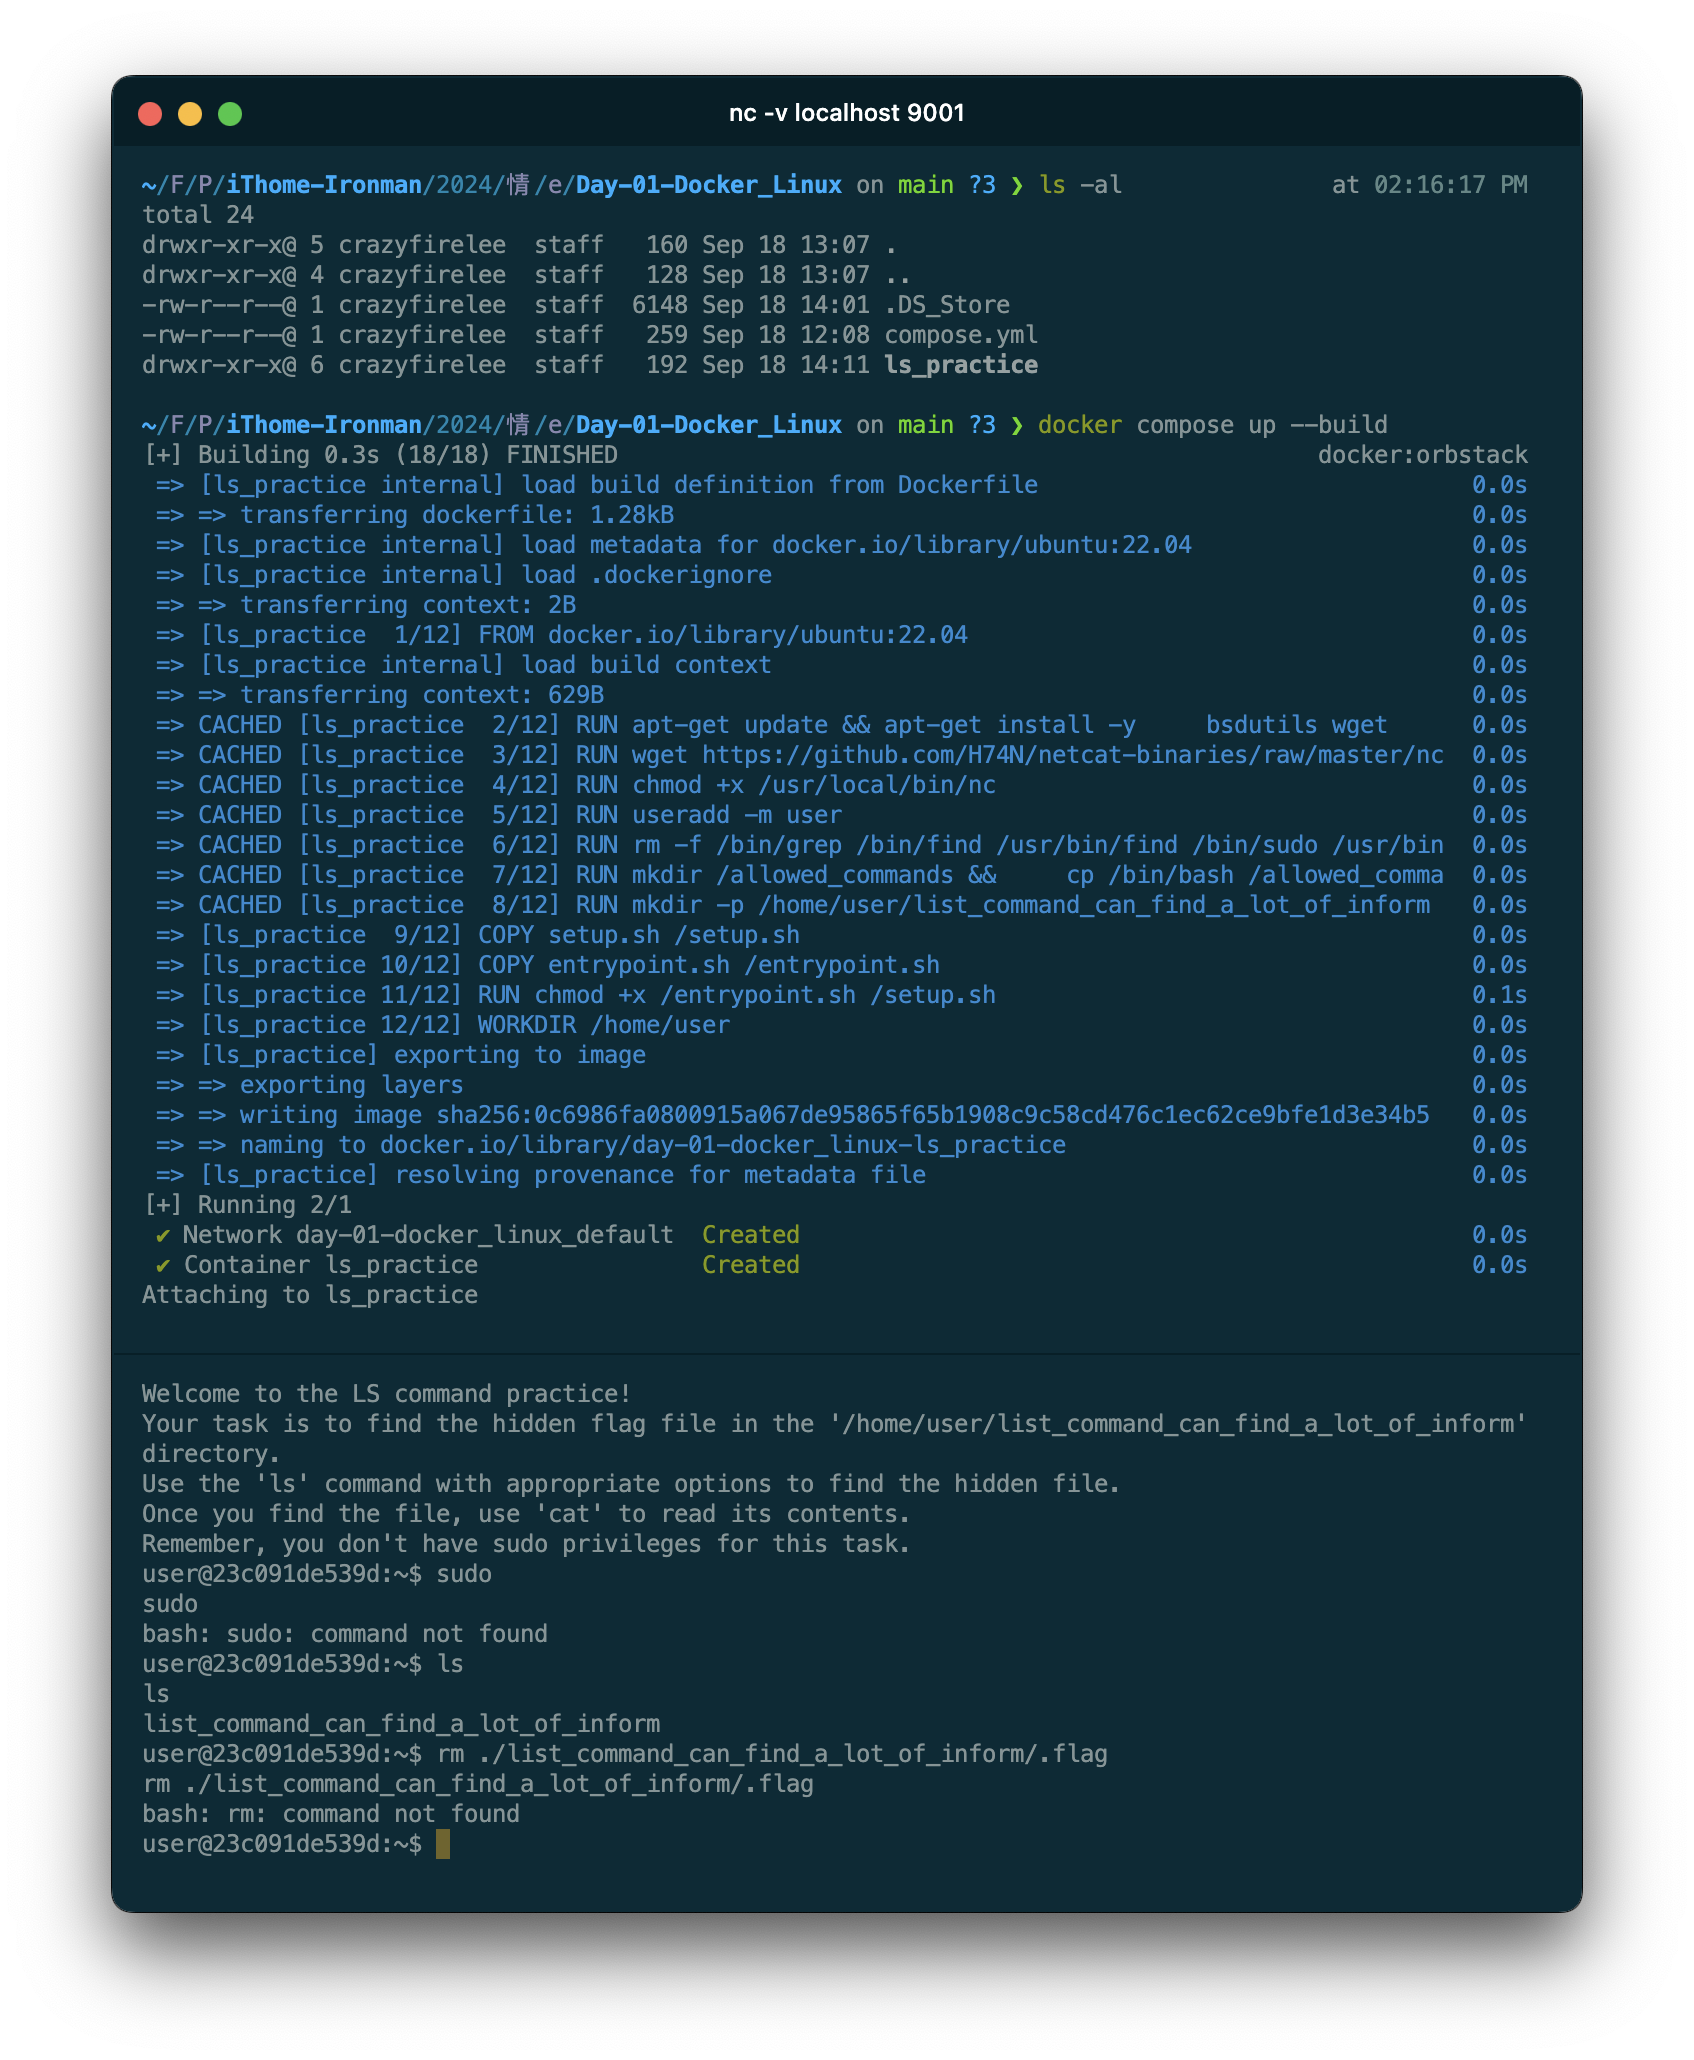 nc -v localhost 9001
~/F/P/iThome-Ironman/2024/情/e/Day-01-Docker_Linux on main ?3 ❯ ls -al at 02:16:17 PM
total 24
drwxr-xr-x@ 5 crazyfirelee  staff   160 Sep 18 13:07 .
drwxr-xr-x@ 4 crazyfirelee  staff   128 Sep 18 13:07 ..
-rw-r--r--@ 1 crazyfirelee  staff  6148 Sep 18 14:01 .DS_Store
-rw-r--r--@ 1 crazyfirelee  staff   259 Sep 18 12:08 compose.yml
drwxr-xr-x@ 6 crazyfirelee  staff   192 Sep 18 14:11 ls_practice
~/F/P/iThome-Ironman/2024/情/e/Day-01-Docker_Linux on main ?3 ❯ docker compose up --build
[+] Building 0.3s (18/18) FINISHED docker:orbstack
=> [ls_practice internal] load build definition from Dockerfile 0.0s
=> => transferring dockerfile: 1.28kB 0.0s
=> [ls_practice internal] load metadata for docker.io/library/ubuntu:22.04 0.0s
=> [ls_practice internal] load .dockerignore 0.0s
=> => transferring context: 2B 0.0s
=> [ls_practice  1/12] FROM docker.io/library/ubuntu:22.04 0.0s
=> [ls_practice internal] load build context 0.0s
=> => transferring context: 629B 0.0s
=> CACHED [ls_practice  2/12] RUN apt-get update && apt-get install -y     bsdutils wget 0.0s
=> CACHED [ls_practice  3/12] RUN wget https://github.com/H74N/netcat-binaries/raw/master/nc 0.0s
=> CACHED [ls_practice  4/12] RUN chmod +x /usr/local/bin/nc 0.0s
=> CACHED [ls_practice  5/12] RUN useradd -m user 0.0s
=> CACHED [ls_practice  6/12] RUN rm -f /bin/grep /bin/find /usr/bin/find /bin/sudo /usr/bin 0.0s
=> CACHED [ls_practice  7/12] RUN mkdir /allowed_commands &&     cp /bin/bash /allowed_comma 0.0s
=> CACHED [ls_practice  8/12] RUN mkdir -p /home/user/list_command_can_find_a_lot_of_inform 0.0s
=> [ls_practice  9/12] COPY setup.sh /setup.sh 0.0s
=> [ls_practice 10/12] COPY entrypoint.sh /entrypoint.sh 0.0s
=> [ls_practice 11/12] RUN chmod +x /entrypoint.sh /setup.sh 0.1s
=> [ls_practice 12/12] WORKDIR /home/user 0.0s
=> [ls_practice] exporting to image 0.0s
=> => exporting layers 0.0s
=> => writing image sha256:0c6986fa0800915a067de95865f65b1908c9c58cd476c1ec62ce9bfe1d3e34b5 0.0s
=> => naming to docker.io/library/day-01-docker_linux-ls_practice 0.0s
=> [ls_practice] resolving provenance for metadata file 0.0s
[+] Running 2/1
✔ Network day-01-docker_linux_default  Created 0.0s
✔ Container ls_practice                Created 0.0s
Attaching to ls_practice
Welcome to the LS command practice!
Your task is to find the hidden flag file in the '/home/user/list_command_can_find_a_lot_of_inform'
directory.
Use the 'ls' command with appropriate options to find the hidden file.
Once you find the file, use 'cat' to read its contents.
Remember, you don't have sudo privileges for this task.
user@23c091de539d:~$ sudo
sudo
bash: sudo: command not found
user@23c091de539d:~$ ls
ls
list_command_can_find_a_lot_of_inform
user@23c091de539d:~$ rm ./list_command_can_find_a_lot_of_inform/.flag
rm ./list_command_can_find_a_lot_of_inform/.flag
bash: rm: command not found
user@23c091de539d:~$